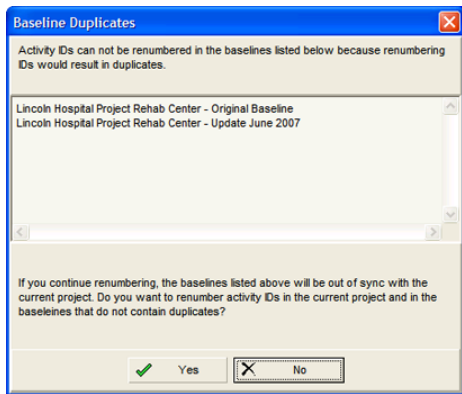 Baseline Duplicates
Activity IDs can not be renumbered in the baselines listed below because renumbering
IDs would result in duplicates.
Lincoln Hospital Project Rehab Center - Original Baseline
Lincoln Hospital Project Rehab Center - Update June 2007
If you continue renumbering, the baselines listed above will be out of sync with the
current project. Do you want to renumber activity IDs in the current project and in the
baseleines that do not contain duplicates?
Yes
No